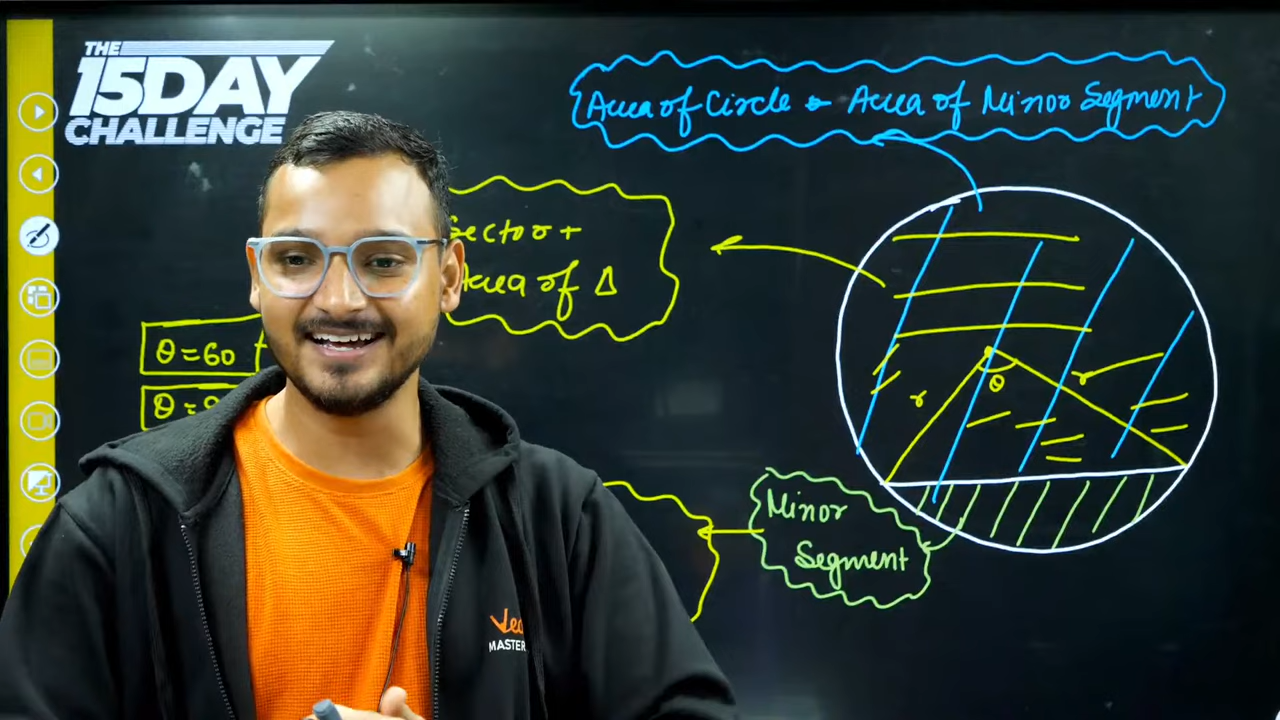 THE
15DAY
CHALLENGE
Area of Circle - Area of Minor Segment
Sector +
Area of Δ
θ=60
θ=
r
θ
r
Minor
Segment
MASTER